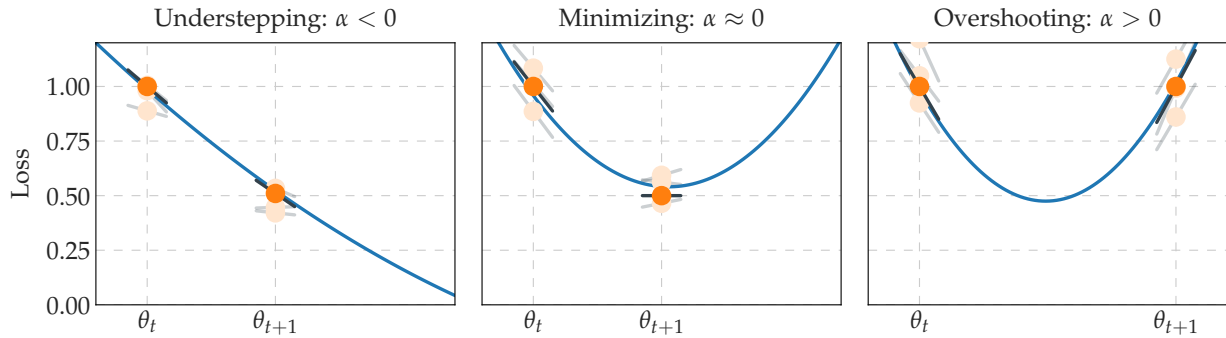 Understepping: α < 0
Minimizing: α ≈ 0
Overshooting: α > 0
Loss
1.00
0.75
0.50
0.25
0.00
θt
θt+1
θt
θt+1
θt
θt+1